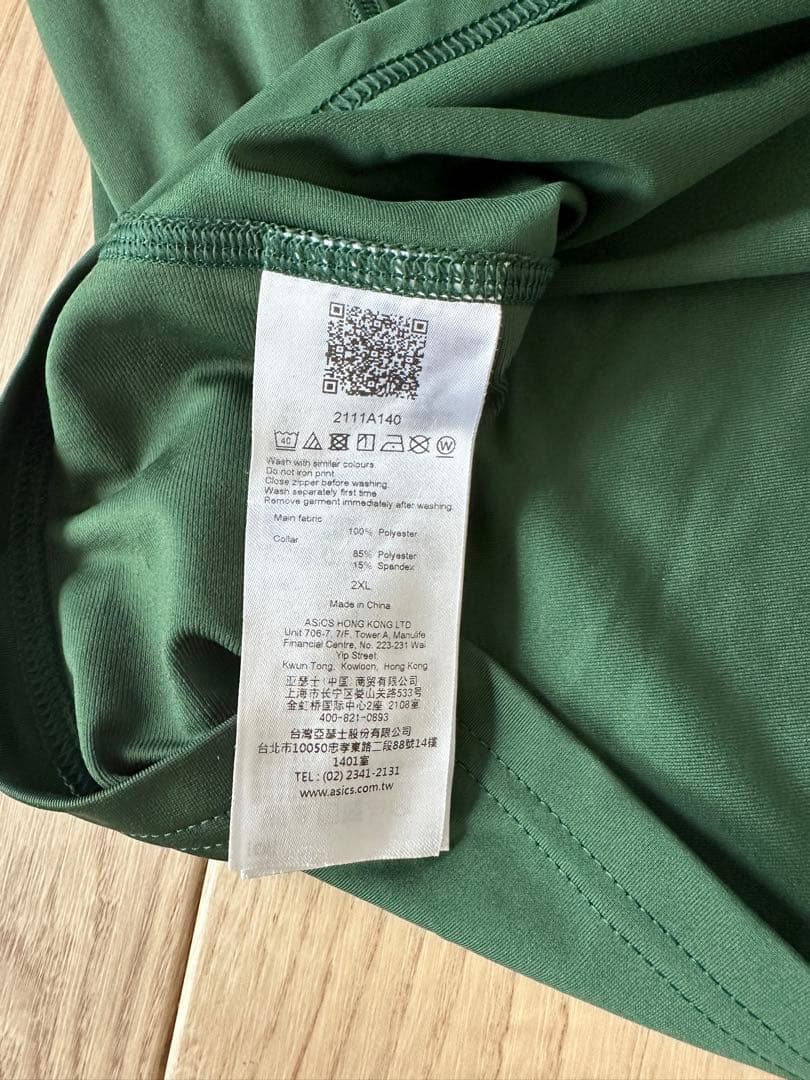 2111A140
40 W
Wash with similar colours.
Do not iron print
Close zipper before washing.
Wash separately first time
Remove garment immediately after washing.
Main fabric
100% Polyester
Collar
85% Polyester
15% Spandex
2XL
Made in China
ASICS HONG KONG LTD
Unit 706-7, 7/F, Tower A, Manulife
Financial Centre, No. 223-231 Wai
Yip Street,
Kwun Tong, Kowloon, Hong Kong
亚瑟士(中国)商贸有限公司
上海市长宁区娄山关路533号
金虹桥国际中心2座 2108室
400-821-0693
台灣亞瑟士股份有限公司
台北市10050忠孝東路二段88號14樓
1401室
TEL : (02) 2341-2131
www.asics.com.tw